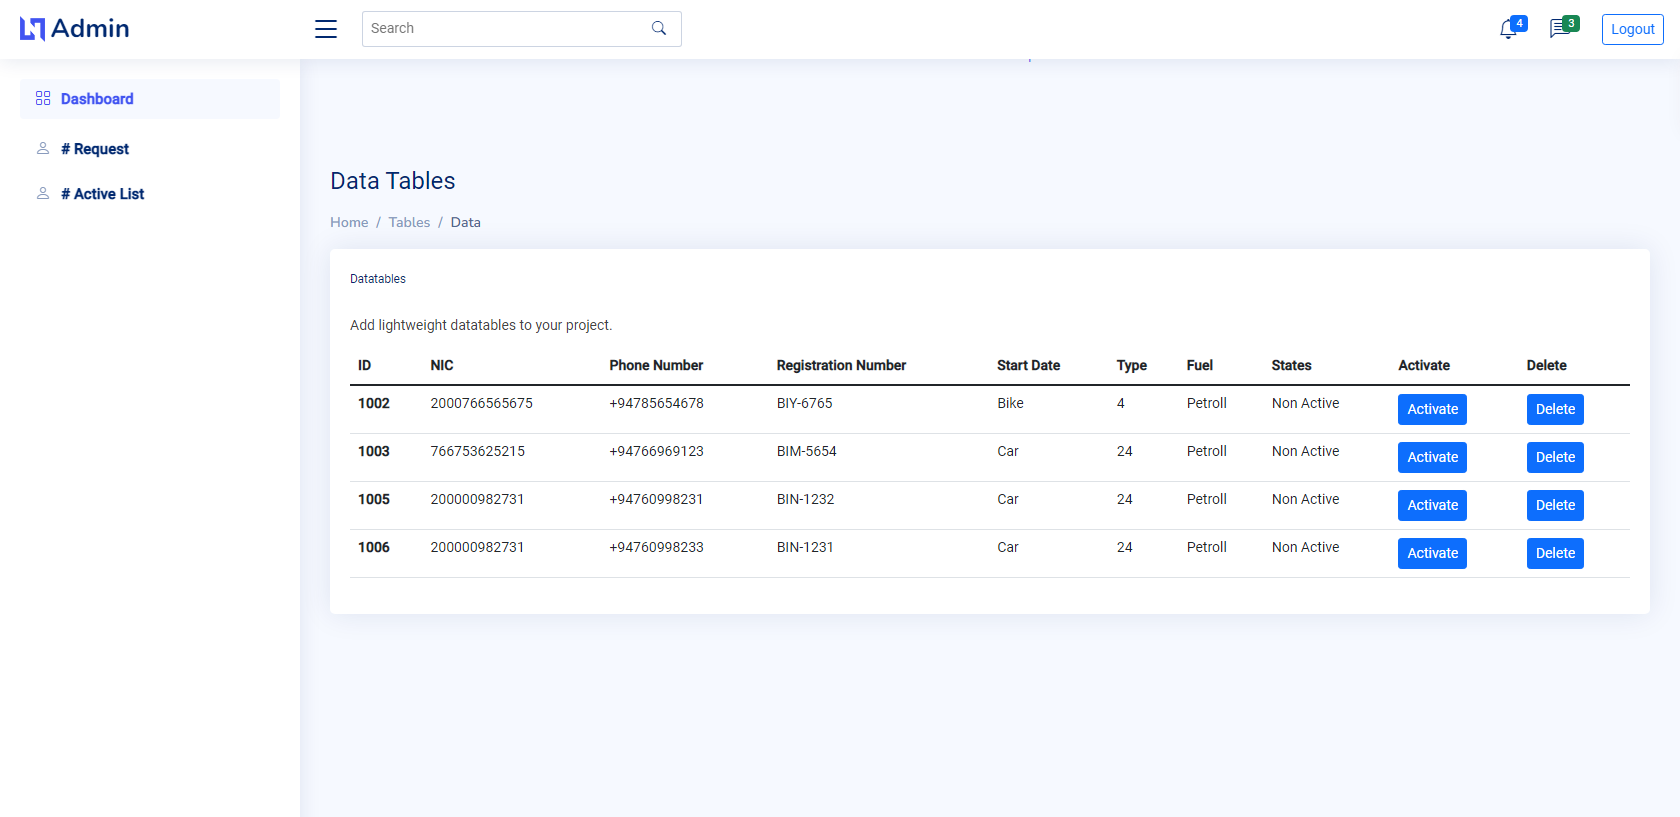 Admin
Search
4
3
Logout
Dashboard
# Request
# Active List
Data Tables
Home / Tables / Data
Datatables
Add lightweight datatables to your project.
ID NIC Phone Number Registration Number Start Date Type Fuel States Activate Delete
1002 2000766565675 +94785654678 BIY-6765 Bike 4 Petroll Non Active Activate Delete
1003 766753625215 +94766969123 BIM-5654 Car 24 Petroll Non Active Activate Delete
1005 200000982731 +94760998231 BIN-1232 Car 24 Petroll Non Active Activate Delete
1006 200000982731 +94760998233 BIN-1231 Car 24 Petroll Non Active Activate Delete